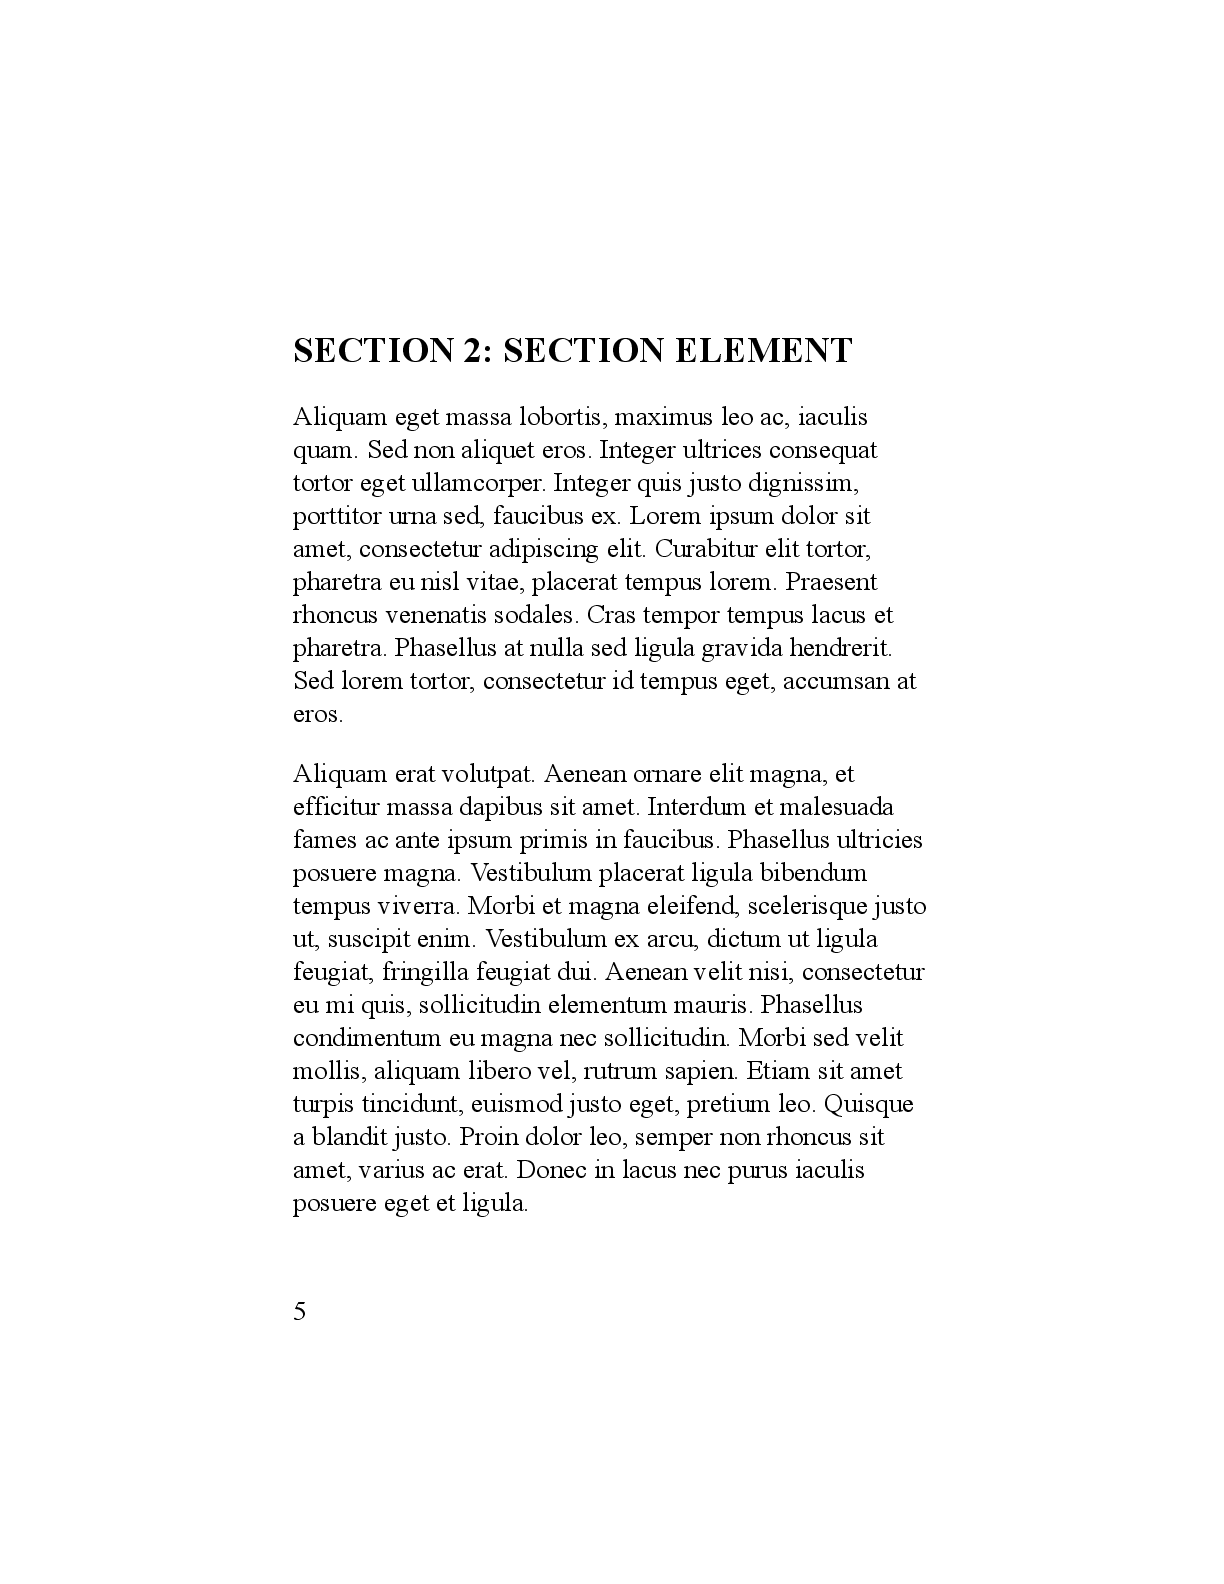 SECTION 2: SECTION ELEMENT
Aliquam eget massa lobortis, maximus leo ac, iaculis
quam. Sed non aliquet eros. Integer ultrices consequat
tortor eget ullamcorper. Integer quis justo dignissim,
porttitor urna sed, faucibus ex. Lorem ipsum dolor sit
amet, consectetur adipiscing elit. Curabitur elit tortor,
pharetra eu nisl vitae, placerat tempus lorem. Praesent
rhoncus venenatis sodales. Cras tempor tempus lacus et
pharetra. Phasellus at nulla sed ligula gravida hendrerit.
Sed lorem tortor, consectetur id tempus eget, accumsan at
eros.
Aliquam erat volutpat. Aenean ornare elit magna, et
efficitur massa dapibus sit amet. Interdum et malesuada
fames ac ante ipsum primis in faucibus. Phasellus ultricies
posuere magna. Vestibulum placerat ligula bibendum
tempus viverra. Morbi et magna eleifend, scelerisque justo
ut, suscipit enim. Vestibulum ex arcu, dictum ut ligula
feugiat, fringilla feugiat dui. Aenean velit nisi, consectetur
eu mi quis, sollicitudin elementum mauris. Phasellus
condimentum eu magna nec sollicitudin. Morbi sed velit
mollis, aliquam libero vel, rutrum sapien. Etiam sit amet
turpis tincidunt, euismod justo eget, pretium leo. Quisque
a blandit justo. Proin dolor leo, semper non rhoncus sit
amet, varius ac erat. Donec in lacus nec purus iaculis
posuere eget et ligula.
5